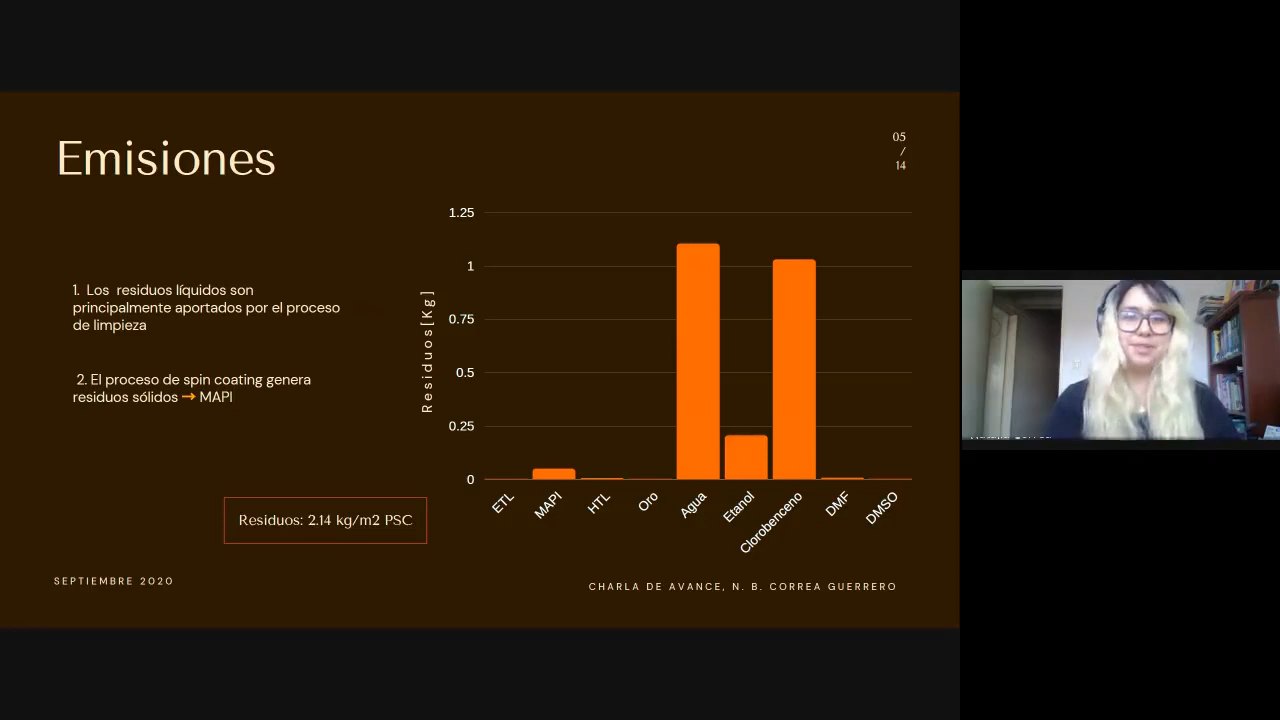 Emisiones
05
/
14
1. Los residuos líquidos son
principalmente aportados por el proceso
de limpieza
2. El proceso de spin coating genera
residuos sólidos → MAPI
Residuos: 2.14 kg/m2 PSC
Residuos[Kg]
1.25
1
0.75
0.5
0.25
0
ETL
MAPI
HTL
Oro
Agua
Etanol
Clorobenceno
DMF
DMSO
SEPTIEMBRE 2020
CHARLA DE AVANCE, N. B. CORREA GUERRERO